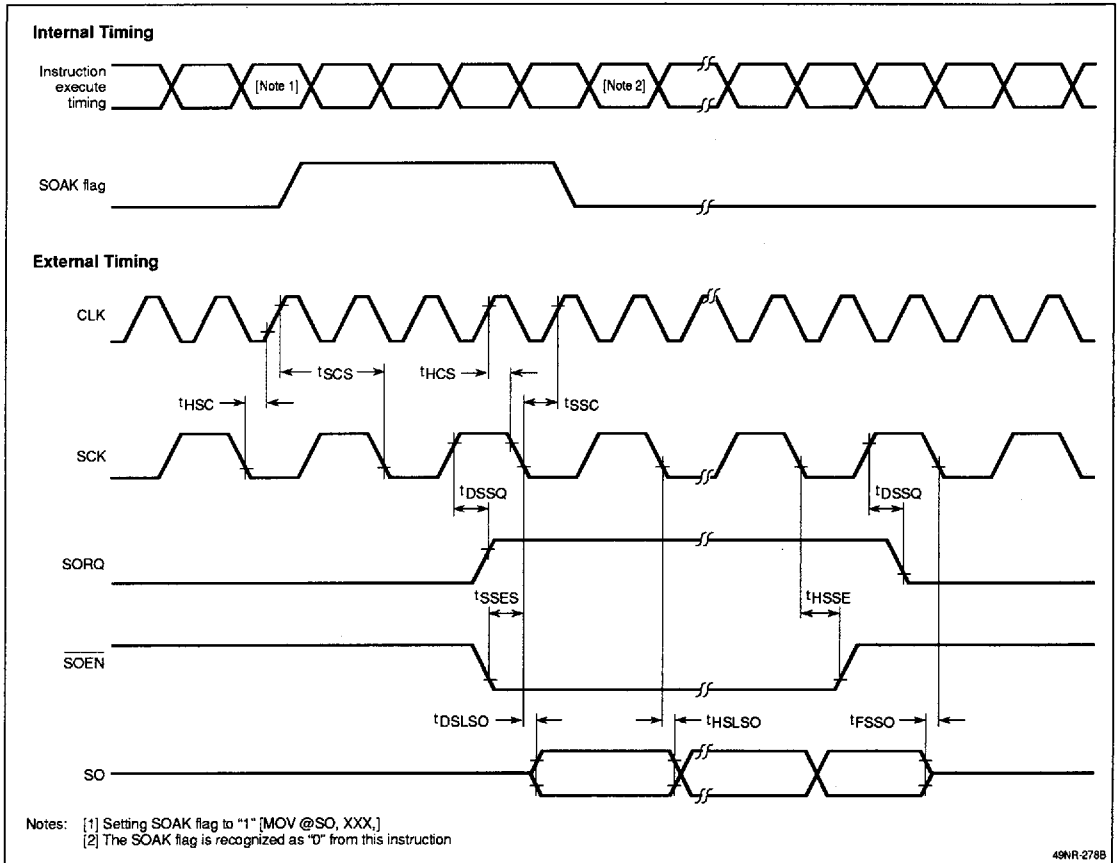 Internal Timing
Instruction
execute
timing
[Note 1]
[Note 2]
SOAK flag
External Timing
CLK
tSCS
tHCS
tHSC
tSSC
SCK
tDSSQ
tDSSQ
SORQ
tSSES
tHSSE
SOEN
tDSLSO
tHSLSO
tFSSO
SO
Notes: [1] Setting SOAK flag to "1" [MOV @SO, XXX,]
[2] The SOAK flag is recognized as "0" from this instruction
49NR-278B